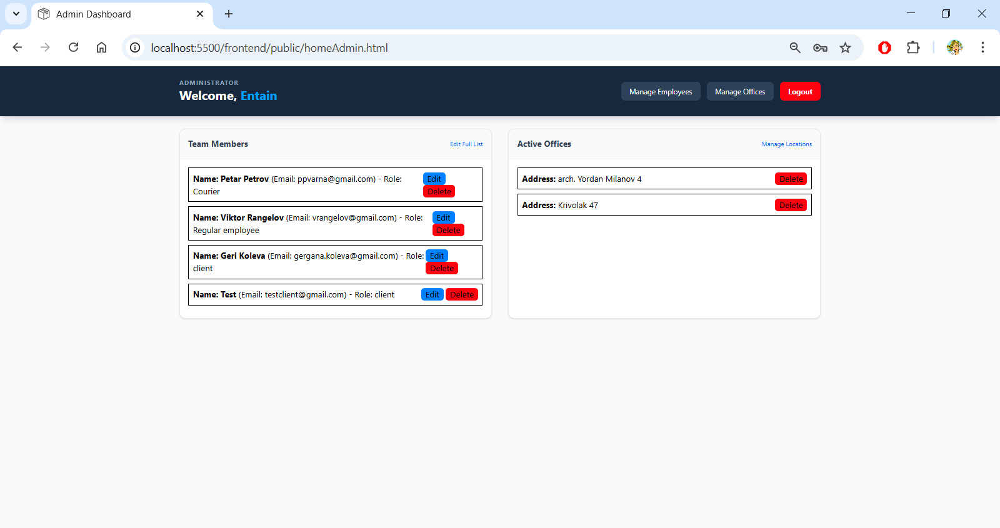 Admin Dashboard
localhost:5500/frontend/public/homeAdmin.html
ADMINISTRATOR
Welcome, Entain
Manage Employees
Manage Offices
Logout
Team Members
Edit Full List
Name: Petar Petrov (Email: ppvarna@gmail.com) - Role:
Courier
Edit
Delete
Name: Viktor Rangelov (Email: vrangelov@gmail.com) - Role:
Regular employee
Edit
Delete
Name: Geri Koleva (Email: gergana.koleva@gmail.com) - Role:
client
Edit
Delete
Name: Test (Email: testclient@gmail.com) - Role: client
Edit
Delete
Active Offices
Manage Locations
Address: arch. Yordan Milanov 4
Delete
Address: Krivolak 47
Delete